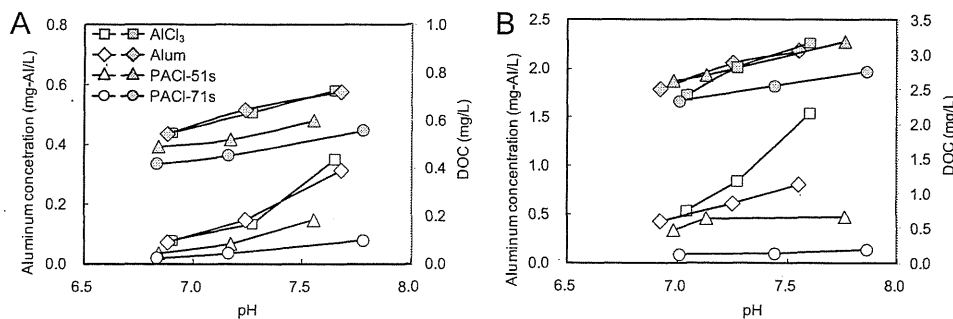 A
Aluminum concetration (mg-Al/L)
0.8
0.6
0.4
0.2
0.0
AlCl₃
Alum
PACl-51s
PACl-71s
1.0
0.8
0.6
0.4
0.2
0.0
DOC (mg/L)
6.5 7.0 7.5 8.0
pH
B
Aluminum concetration (mg-Al/L)
2.5
2.0
1.5
1.0
0.5
0.0
3.5
3.0
2.5
2.0
1.5
1.0
0.5
0.0
DOC (mg/L)
6.5 7.0 7.5 8.0
pH